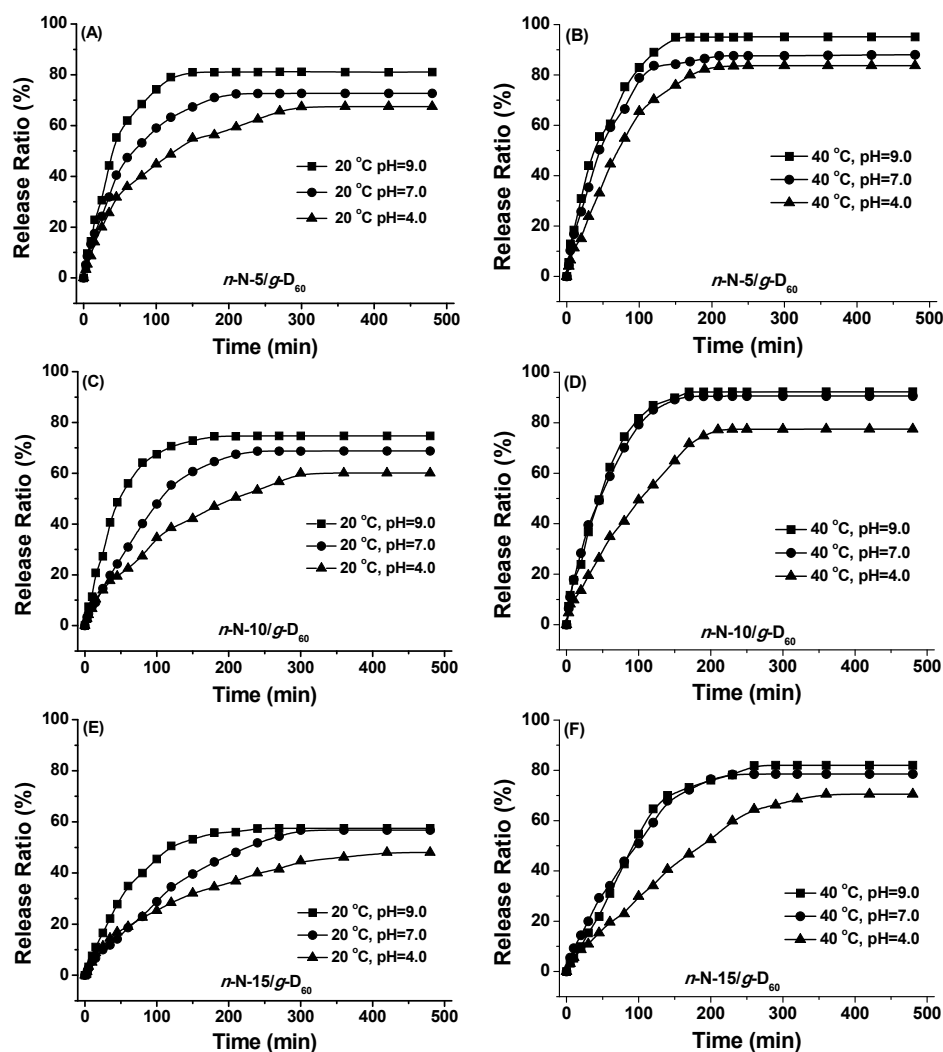 (A)
Release Ratio (%)
100
90
80
70
60
50
40
30
20
10
0
20 °C pH=9.0
20 °C pH=7.0
20 °C pH=4.0
n-N-5/g-D60
0 100 200 300 400 500
Time (min)
(B)
Release Ratio (%)
100
80
60
40
20
0
40 °C, pH=9.0
40 °C, pH=7.0
40 °C, pH=4.0
n-N-5/g-D60
0 100 200 300 400 500
Time (min)
(C)
Release Ratio (%)
100
80
60
40
20
0
20 °C, pH=9.0
20 °C, pH=7.0
20 °C, pH=4.0
n-N-10/g-D60
0 100 200 300 400 500
Time (min)
(D)
Release Ratio (%)
100
80
60
40
20
0
40 °C, pH=9.0
40 °C, pH=7.0
40 °C, pH=4.0
n-N-10/g-D60
0 100 200 300 400 500
Time (min)
(E)
Release Ratio (%)
100
80
60
40
20
0
20 °C, pH=9.0
20 °C, pH=7.0
20 °C, pH=4.0
n-N-15/g-D60
0 100 200 300 400 500
Time (min)
(F)
Release Ratio (%)
100
80
60
40
20
0
40 °C, pH=9.0
40 °C, pH=7.0
40 °C, pH=4.0
n-N-15/g-D60
0 100 200 300 400 500
Time (min)